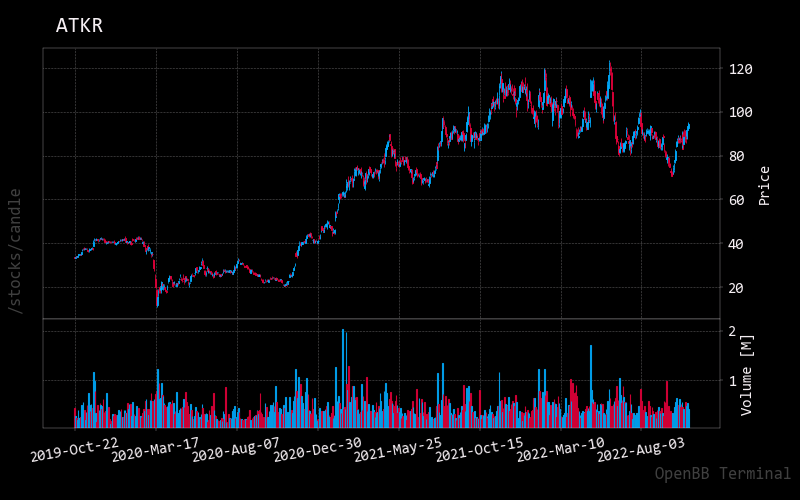 ATKR
120
100
80
60
40
20
Price
2
1
Volume [M]
2019-Oct-22
2020-Mar-17
2020-Aug-07
2020-Dec-30
2021-May-25
2021-Oct-15
2022-Mar-10
2022-Aug-03
/stocks/candle
OpenBB Terminal